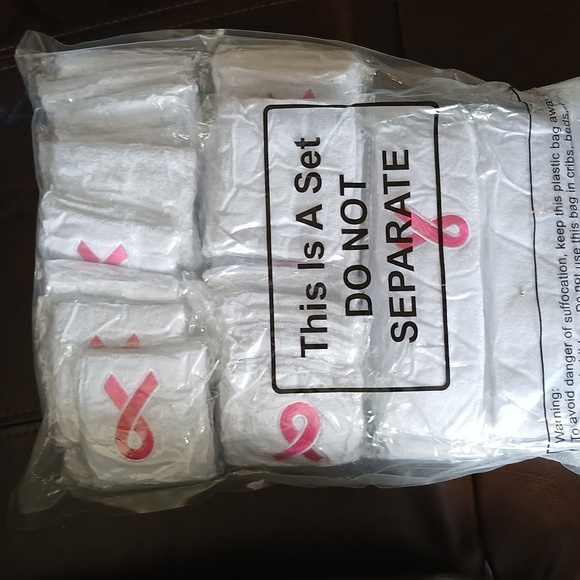 This Is A Set
DO NOT
SEPARATE
Warning:
To avoid danger of suffocation, keep this plastic bag away
Do not use this bag in cribs, beds,